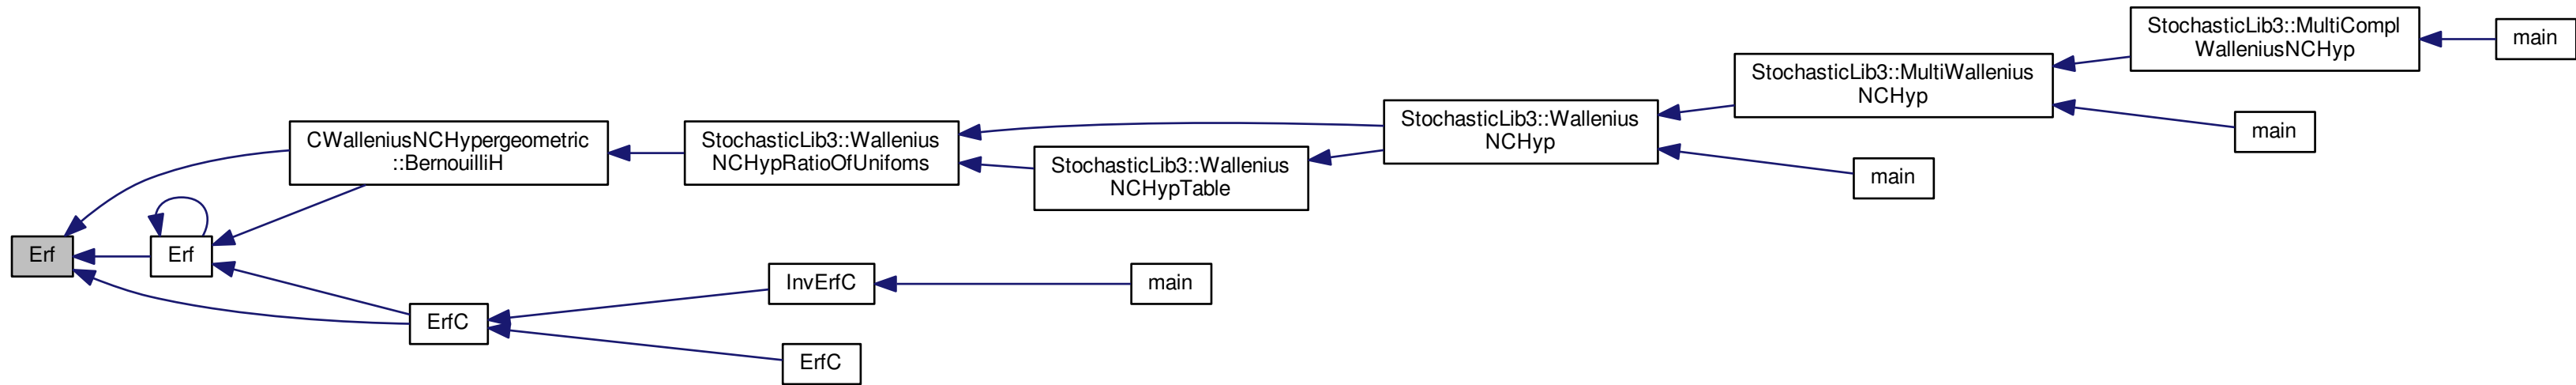 StochasticLib3::MultiCompl
WalleniusNCHyp
main
StochasticLib3::MultiWallenius
NCHyp
main
StochasticLib3::Wallenius
NCHyp
main
CWalleniusNCHypergeometric
::BernouilliH
StochasticLib3::Wallenius
NCHypRatioOfUnifoms
StochasticLib3::Wallenius
NCHypTable
Erf
Erf
InvErfC
main
ErfC
ErfC